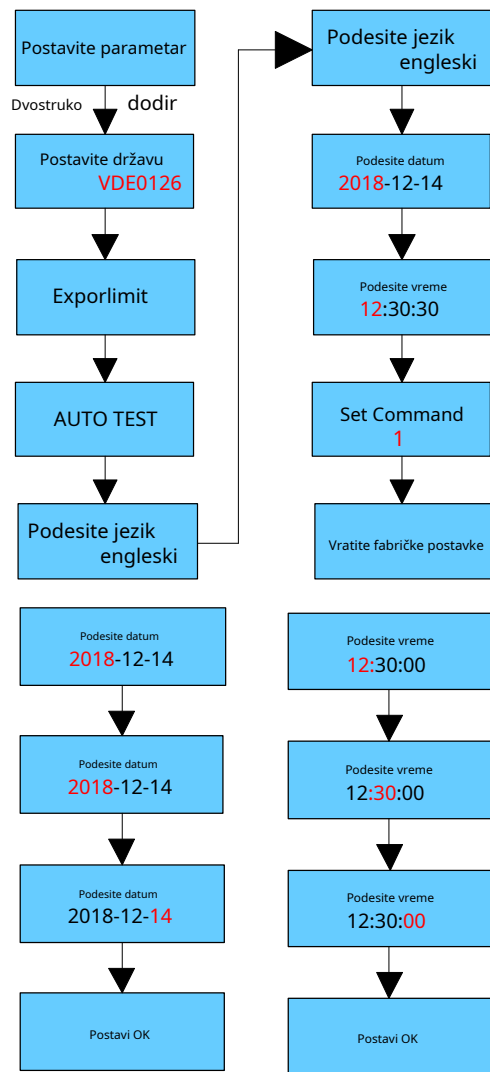 Postavite parametar
Dvostruko dodir
Postavite državu
VDE0126
Exporlimit
AUTO TEST
Podesite jezik
engleski
Podesite jezik
engleski
Podesite datum
2018-12-14
Podesite vreme
12:30:30
Set Command
1
Vratite fabričke postavke
Podesite datum
2018-12-14
Podesite datum
2018-12-14
Podesite datum
2018-12-14
Postavi OK
Podesite vreme
12:30:00
Podesite vreme
12:30:00
Podesite vreme
12:30:00
Postavi OK